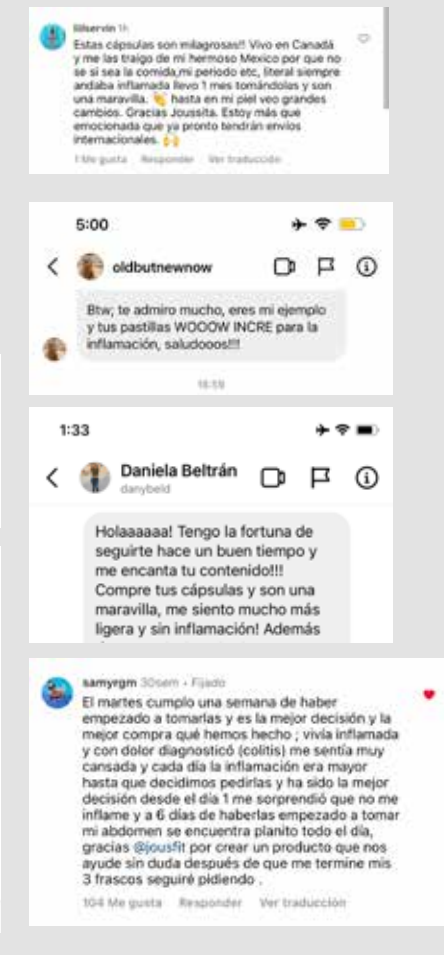 lilservin 1h
Estas cápsulas son milagrosas!! Vivo en Canadá
y me las traigo de mi hermoso Mexico por que no
se si sea la comida,mi periodo etc, literal siempre
andaba inflamada llevo 1 mes tomándolas y son
una maravilla. 👏 hasta en mi piel veo grandes
cambios. Gracias Joussita. Estoy más que
emocionada que ya pronto tendrán envíos
internacionales. 🙌
1 Me gusta Responder Ver traducción
5:00
oldbutnewnow
Btw; te admiro mucho, eres mi ejemplo
y tus pastillas WOOOW INCRE para la
inflamación, saludooos!!!
18:59
1:33
Daniela Beltrán
danybeld
Holaaaaaa! Tengo la fortuna de
seguirte hace un buen tiempo y
me encanta tu contenido!!!
Compre tus cápsulas y son una
maravilla, me siento mucho más
ligera y sin inflamación! Además
samyrgm 30sem • Fijado
El martes cumplo una semana de haber
empezado a tomarlas y es la mejor decisión y la
mejor compra qué hemos hecho ; vivía inflamada
y con dolor diagnosticó (colitis) me sentía muy
cansada y cada día la inflamación era mayor
hasta que decidimos pedirlas y ha sido la mejor
decisión desde el día 1 me sorprendió que no me
inflame y a 6 días de haberlas empezado a tomar
mi abdomen se encuentra planito todo el día,
gracias @jousfit por crear un producto que nos
ayude sin duda después de que me termine mis
3 frascos seguiré pidiendo .
104 Me gusta Responder Ver traducción